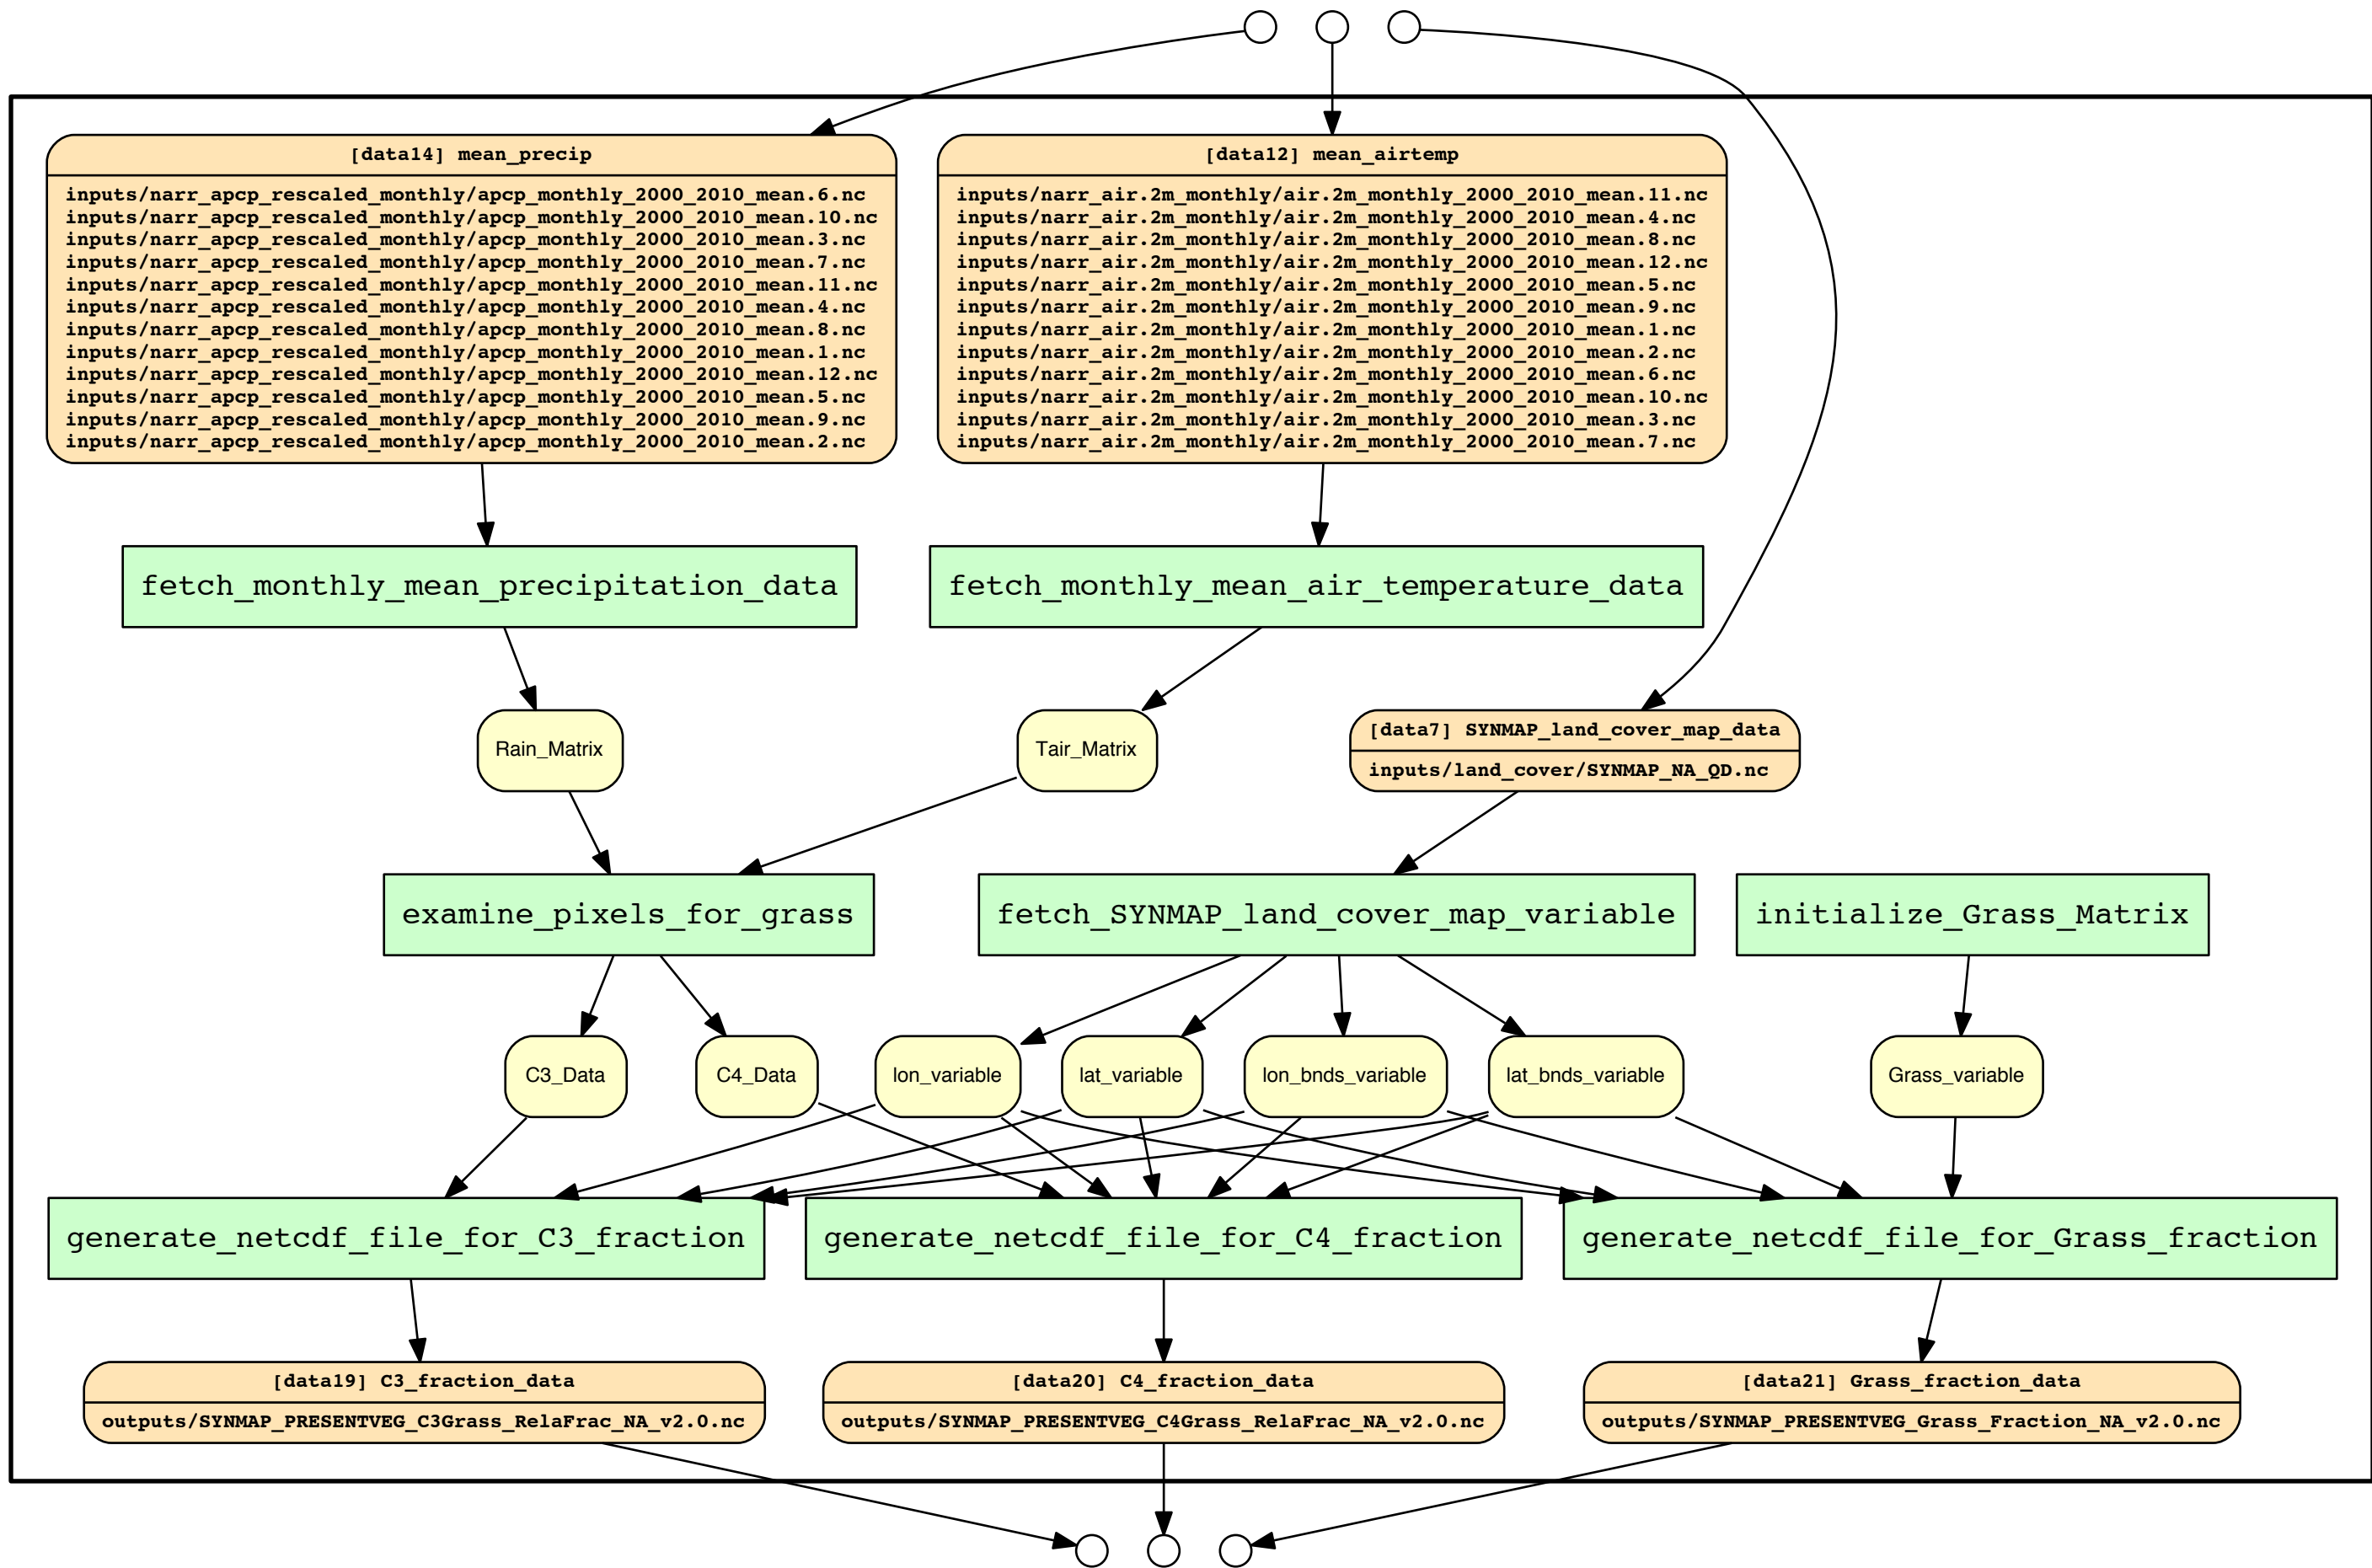 [data14] mean_precip
inputs/narr_apcp_rescaled_monthly/apcp_monthly_2000_2010_mean.6.nc
inputs/narr_apcp_rescaled_monthly/apcp_monthly_2000_2010_mean.10.nc
inputs/narr_apcp_rescaled_monthly/apcp_monthly_2000_2010_mean.3.nc
inputs/narr_apcp_rescaled_monthly/apcp_monthly_2000_2010_mean.7.nc
inputs/narr_apcp_rescaled_monthly/apcp_monthly_2000_2010_mean.11.nc
inputs/narr_apcp_rescaled_monthly/apcp_monthly_2000_2010_mean.4.nc
inputs/narr_apcp_rescaled_monthly/apcp_monthly_2000_2010_mean.8.nc
inputs/narr_apcp_rescaled_monthly/apcp_monthly_2000_2010_mean.1.nc
inputs/narr_apcp_rescaled_monthly/apcp_monthly_2000_2010_mean.12.nc
inputs/narr_apcp_rescaled_monthly/apcp_monthly_2000_2010_mean.5.nc
inputs/narr_apcp_rescaled_monthly/apcp_monthly_2000_2010_mean.9.nc
inputs/narr_apcp_rescaled_monthly/apcp_monthly_2000_2010_mean.2.nc
[data12] mean_airtemp
inputs/narr_air.2m_monthly/air.2m_monthly_2000_2010_mean.11.nc
inputs/narr_air.2m_monthly/air.2m_monthly_2000_2010_mean.4.nc
inputs/narr_air.2m_monthly/air.2m_monthly_2000_2010_mean.8.nc
inputs/narr_air.2m_monthly/air.2m_monthly_2000_2010_mean.12.nc
inputs/narr_air.2m_monthly/air.2m_monthly_2000_2010_mean.5.nc
inputs/narr_air.2m_monthly/air.2m_monthly_2000_2010_mean.9.nc
inputs/narr_air.2m_monthly/air.2m_monthly_2000_2010_mean.1.nc
inputs/narr_air.2m_monthly/air.2m_monthly_2000_2010_mean.2.nc
inputs/narr_air.2m_monthly/air.2m_monthly_2000_2010_mean.6.nc
inputs/narr_air.2m_monthly/air.2m_monthly_2000_2010_mean.10.nc
inputs/narr_air.2m_monthly/air.2m_monthly_2000_2010_mean.3.nc
inputs/narr_air.2m_monthly/air.2m_monthly_2000_2010_mean.7.nc
fetch_monthly_mean_precipitation_data
fetch_monthly_mean_air_temperature_data
Rain_Matrix
Tair_Matrix
[data7] SYNMAP_land_cover_map_data
inputs/land_cover/SYNMAP_NA_QD.nc
examine_pixels_for_grass
fetch_SYNMAP_land_cover_map_variable
initialize_Grass_Matrix
C3_Data
C4_Data
lon_variable
lat_variable
lon_bnds_variable
lat_bnds_variable
Grass_variable
generate_netcdf_file_for_C3_fraction
generate_netcdf_file_for_C4_fraction
generate_netcdf_file_for_Grass_fraction
[data19] C3_fraction_data
outputs/SYNMAP_PRESENTVEG_C3Grass_RelaFrac_NA_v2.0.nc
[data20] C4_fraction_data
outputs/SYNMAP_PRESENTVEG_C4Grass_RelaFrac_NA_v2.0.nc
[data21] Grass_fraction_data
outputs/SYNMAP_PRESENTVEG_Grass_Fraction_NA_v2.0.nc